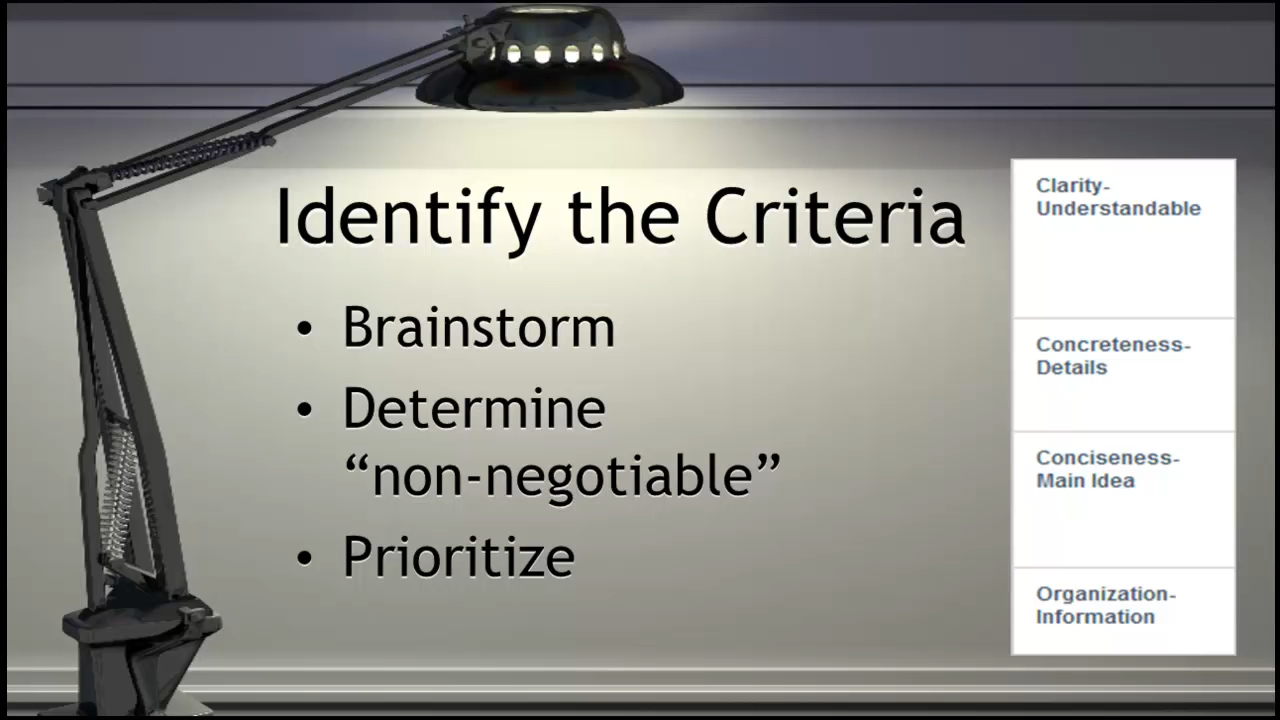 Identify the Criteria
• Brainstorm
• Determine
“non-negotiable”
• Prioritize
Clarity-
Understandable
Concreteness-
Details
Conciseness-
Main Idea
Organization-
Information